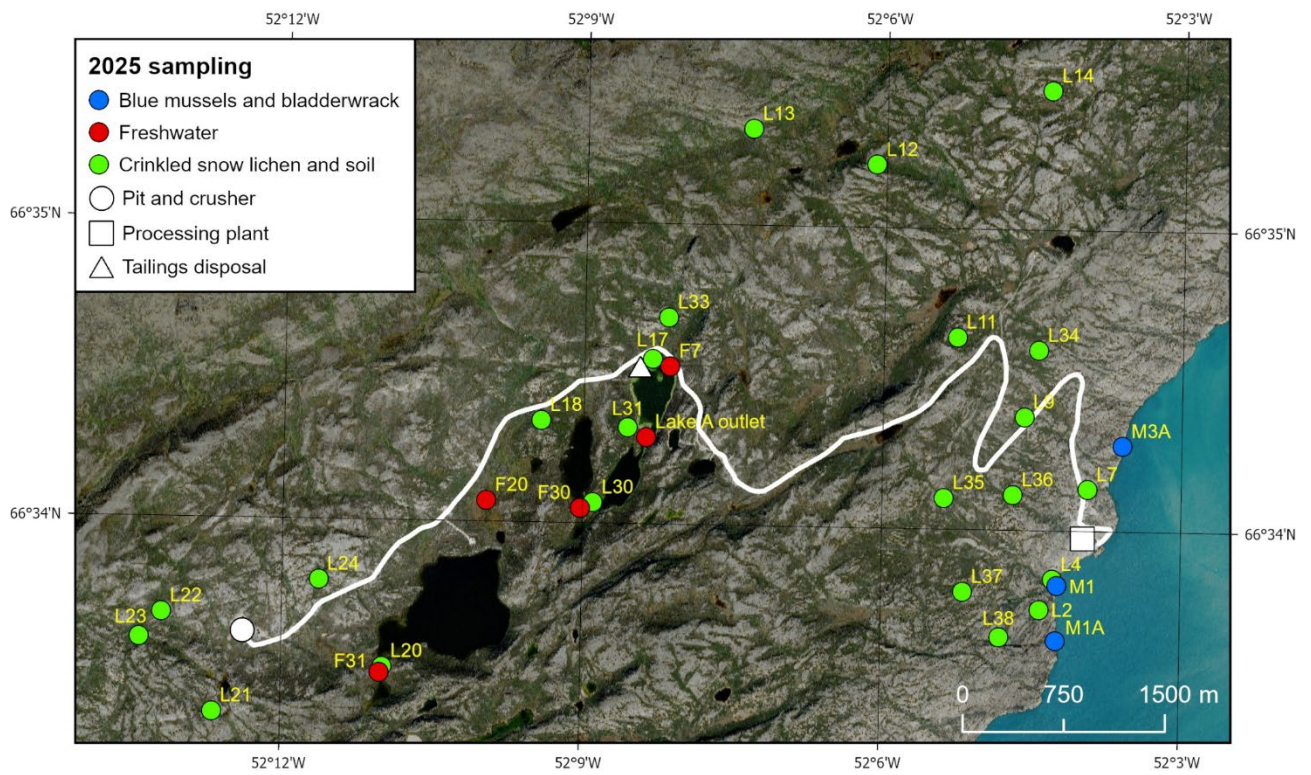 52°12'W 52°9'W 52°6'W 52°3'W
2025 sampling
Blue mussels and bladderwrack
Freshwater
Crinkled snow lichen and soil
Pit and crusher
Processing plant
Tailings disposal
L14
L13
L12
66°35'N
66°35'N
L33
L17
F7
L11
L34
L18
L31
Lake A outlet
L9
M3A
F20
F30
L30
L35
L36
L7
66°34'N
66°34'N
L24
L22
L23
L37
L4
M1
L2
L38
M1A
F31
L20
L21
0 750 1500 m
52°12'W 52°9'W 52°6'W 52°3'W